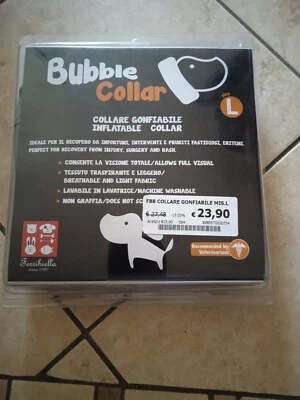 Bubble
Collar
SIZE
L
COLLARE GONFIABILE
INFLATABLE COLLAR
IDEALE PER IL RECUPERO DA INFORTUNI, INTERVENTI E PRURITI FASTIDIOSI, ERITEMI.
PERFECT FOR RECOVERY FROM INJURY, SURGERY AND RASH.
• CONSENTE LA VISIONE TOTALE/ALLOWS FULL VISUAL
• TESSUTO TRASPIRANTE E LEGGERO/
BREATHABLE AND LIGHT FABRIC
• LAVABILE IN LAVATRICE/MACHINE WASHABLE
• NON GRAFFIA/DOES NOT SC
FBB COLLARE GONFIABILE MIS.L
€ 27,48
€ 23,90
Recommended by
Veterinarians
Ferribiella